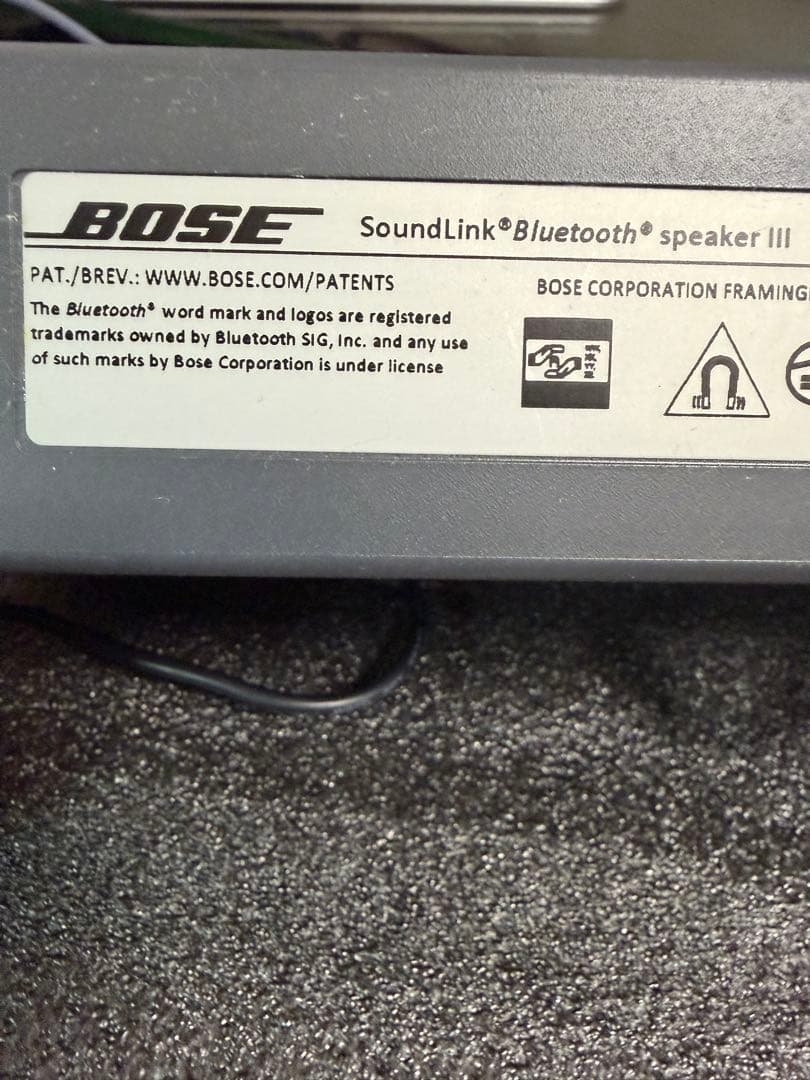 BOSE SoundLink® Bluetooth® speaker III
PAT./BREV.: WWW.BOSE.COM/PATENTS
BOSE CORPORATION FRAMING
The Bluetooth® word mark and logos are registered
trademarks owned by Bluetooth SIG, Inc. and any use
of such marks by Bose Corporation is under license